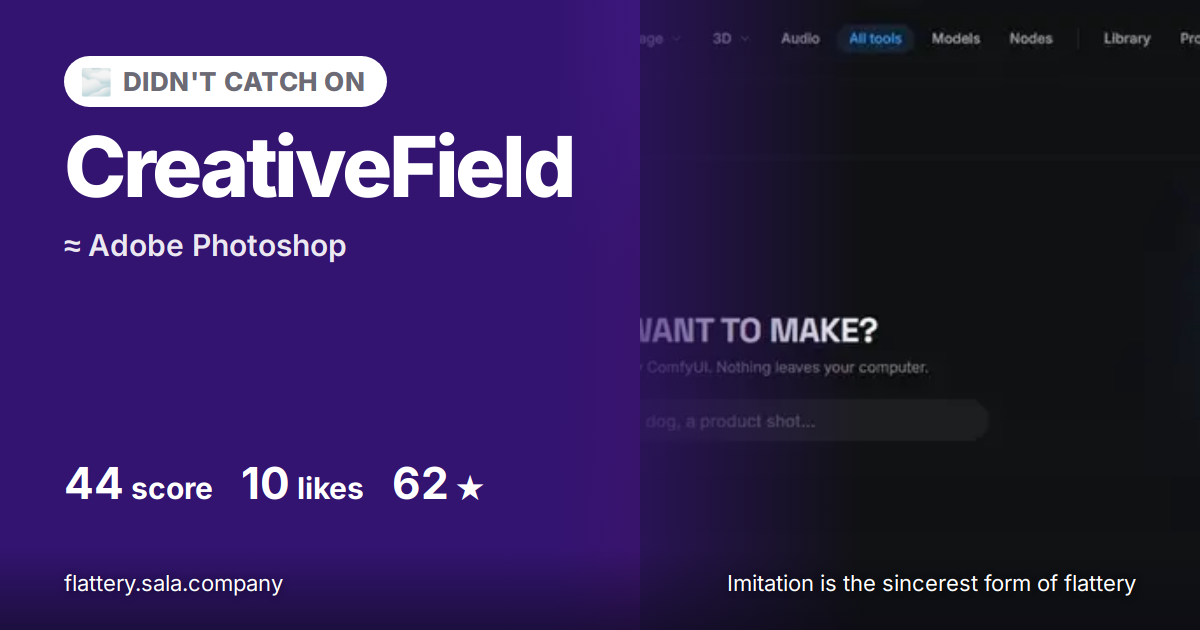 DIDN'T CATCH ON
CreativeField
≈ Adobe Photoshop
44 score 10 likes 62 ★
flattery.sala.company
3D
Audio
All tools
Models
Nodes
Library
WANT TO MAKE?
ComfyUI. Nothing leaves your computer.
dog, a product shot...
Imitation is the sincerest form of flattery